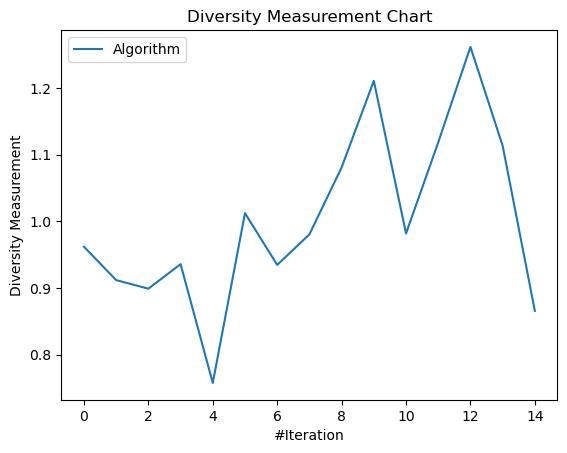 Diversity Measurement Chart
Algorithm
Diversity Measurement
1.2
1.1
1.0
0.9
0.8
0 2 4 6 8 10 12 14
#Iteration